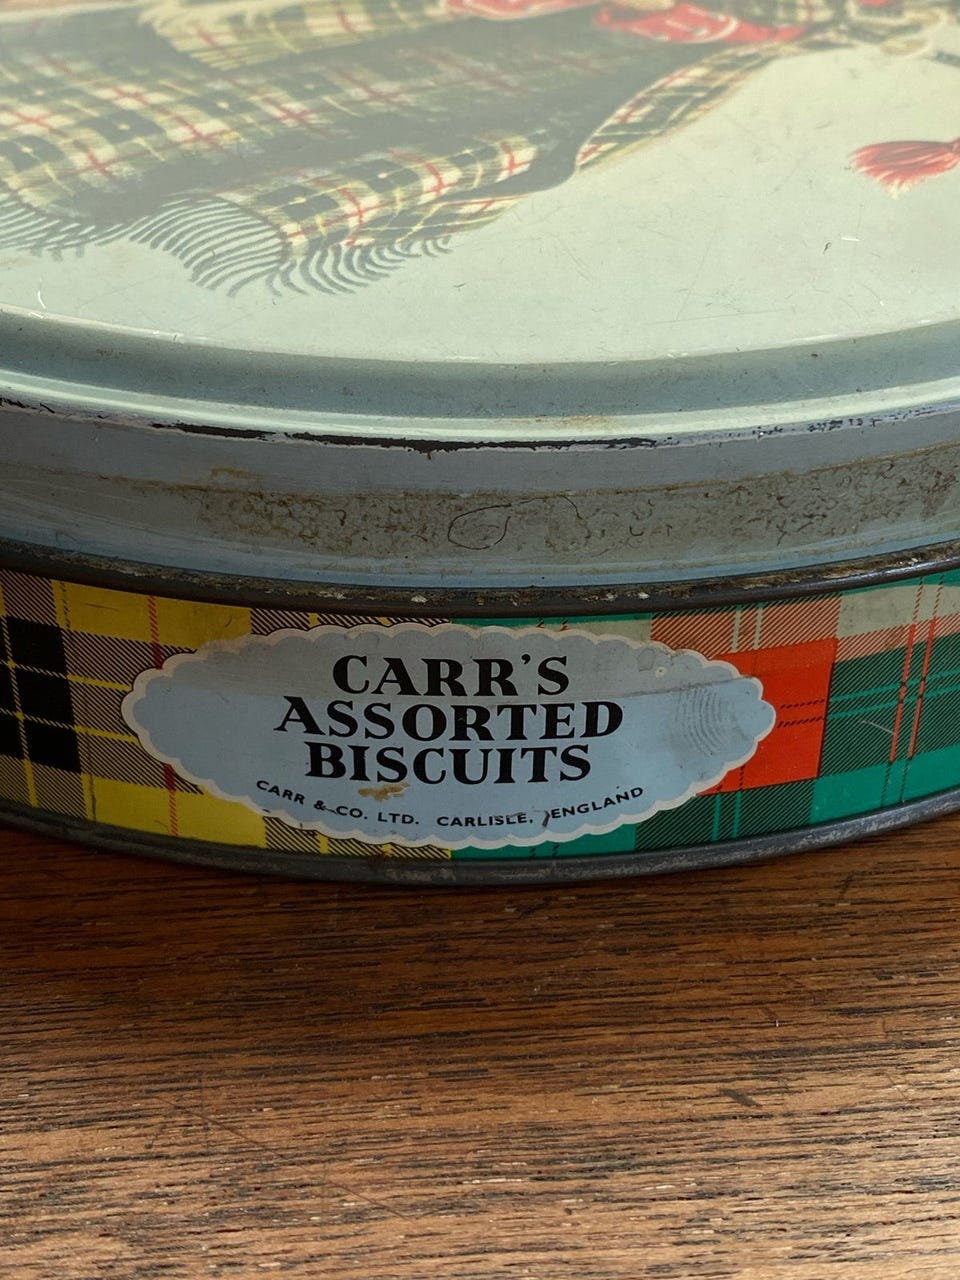 CARR'S
ASSORTED
BISCUITS
CARR & CO. LTD. CARLISLE, ENGLAND